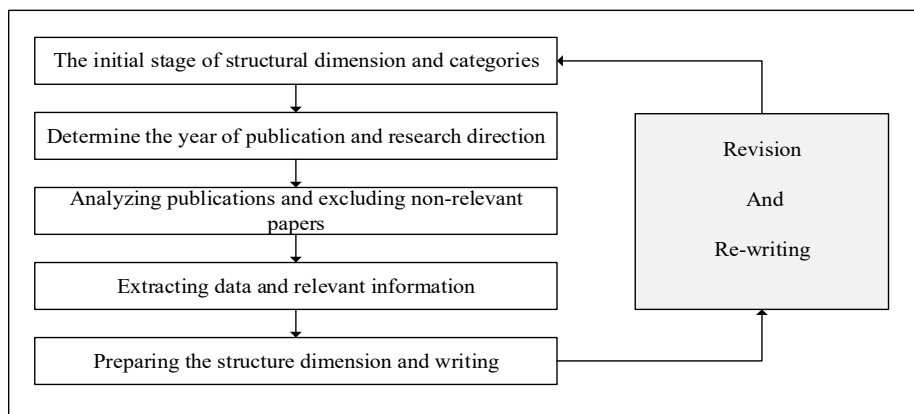 The initial stage of structural dimension and categories
Determine the year of publication and research direction
Analyzing publications and excluding non-relevant
papers
Extracting data and relevant information
Preparing the structure dimension and writing
Revision
And
Re-writing